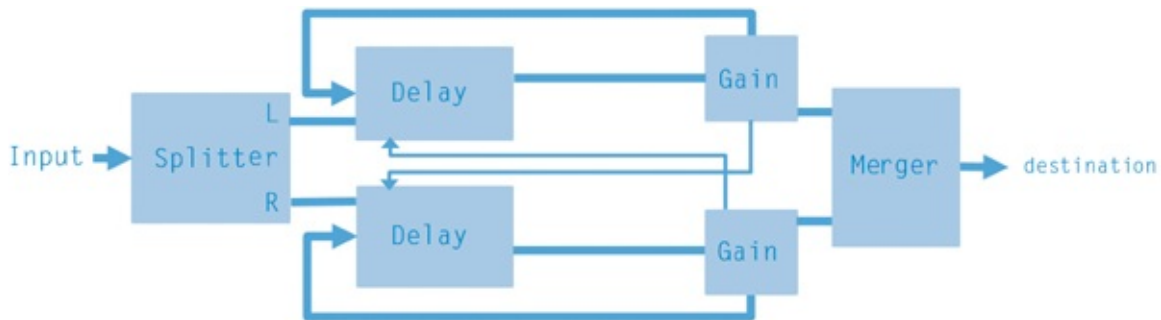 Input
Splitter
L
R
Delay
Delay
Gain
Gain
Merger
destination